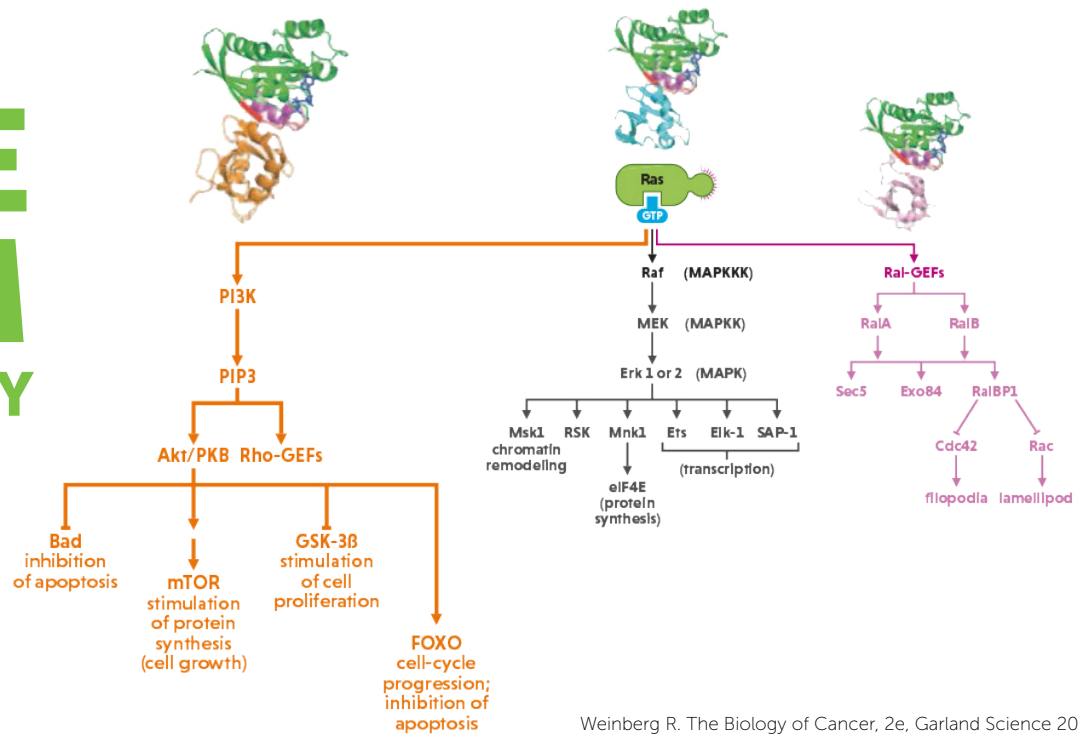 E
A
Y
Ras
GTP
PI3K
PIP3
Akt/PKB Rho-GEFs
Bad
inhibition
of apoptosis
mTOR
stimulation
of protein
synthesis
(cell growth)
GSK-3ß
stimulation
of cell
proliferation
FOXO
cell-cycle
progression;
inhibition of
apoptosis
Raf (MAPKKK)
MEK (MAPKK)
Erk 1 or 2 (MAPK)
Msk1
chromatin
remodeling
RSK
Mnk1
eIF4E
(protein
synthesis)
Ets
Elk-1
SAP-1
(transcription)
Ral-GEFs
RalA
RalB
Sec5
Exo84
RalBP1
Cdc42
Rac
filopodia
lamellipod
Weinberg R. The Biology of Cancer, 2e, Garland Science 20